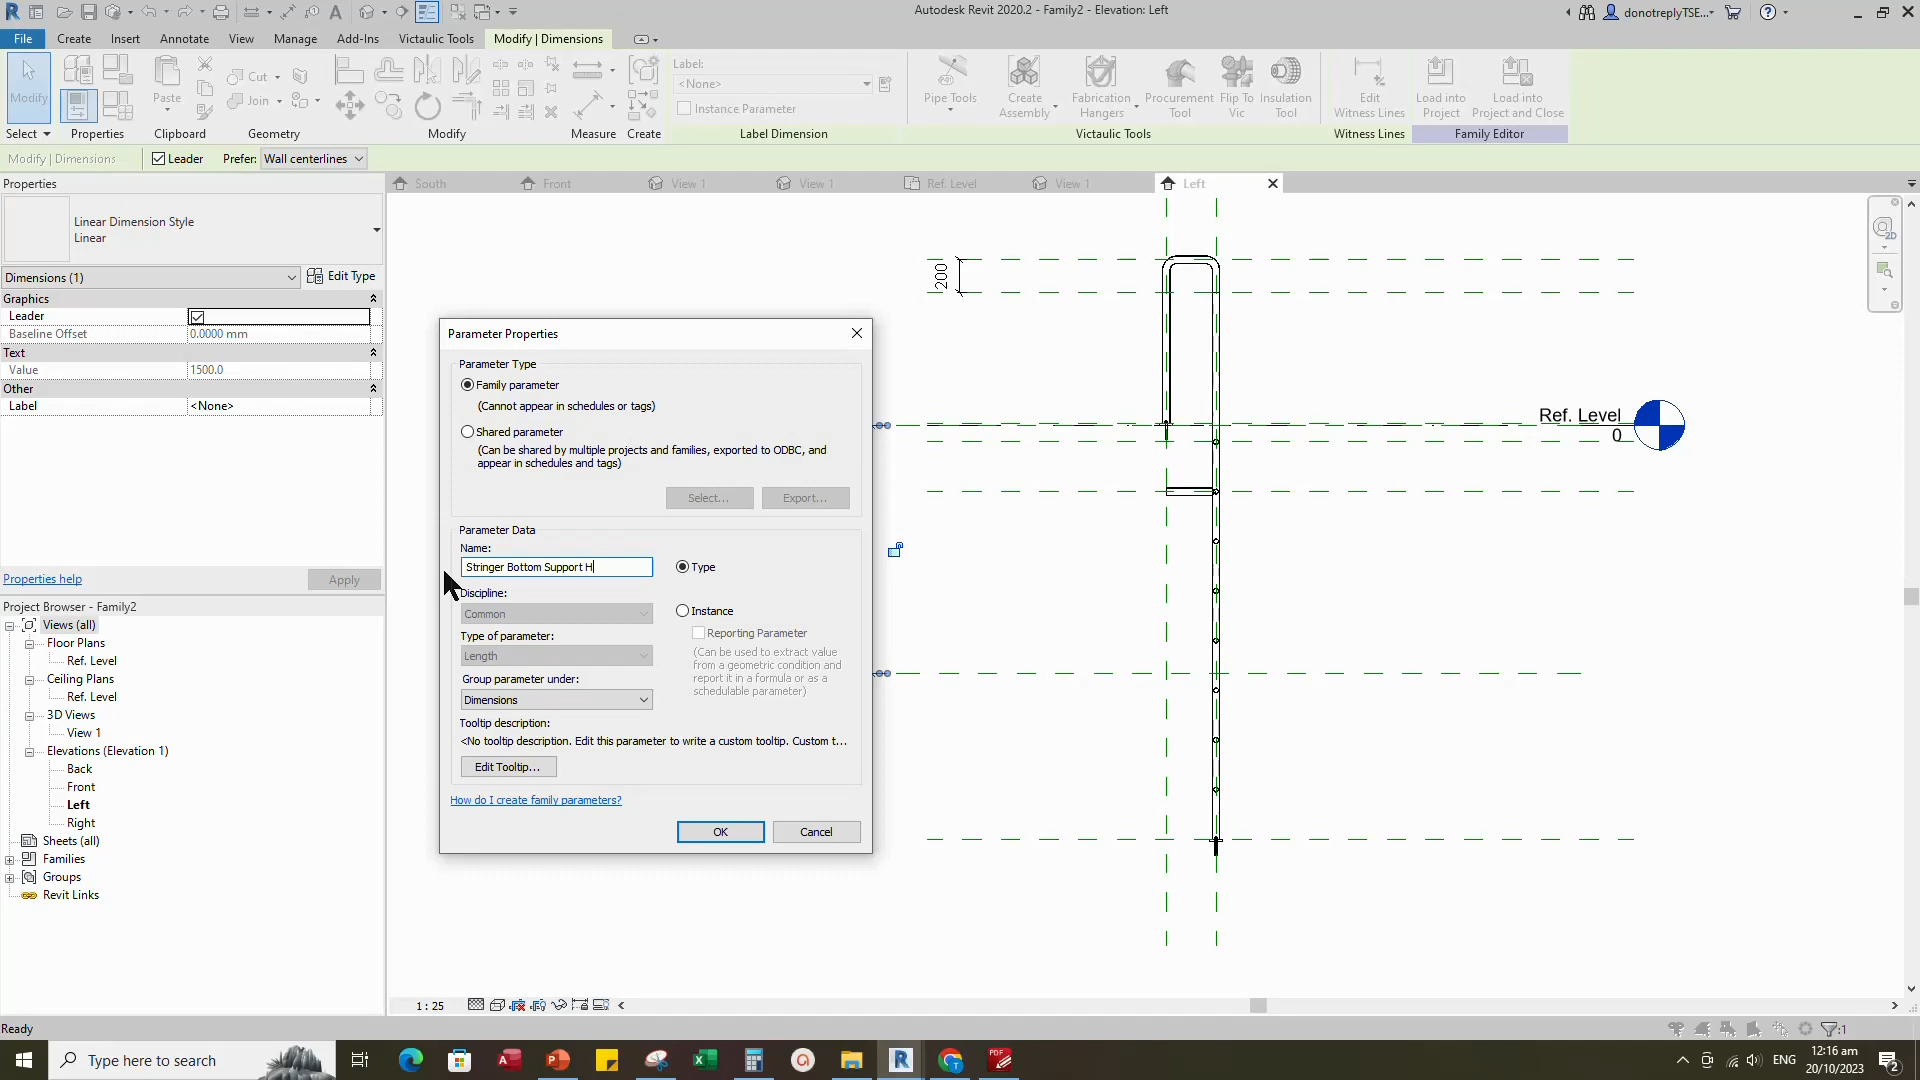 Autodesk Revit 2020.2 - Family2 - Elevation: Left
donotreplyTSE...
File Create Insert Annotate View Manage Add-Ins Victaulic Tools Modify | Dimensions
Modify
Paste
Cut
Join
Label:
<None>
Instance Parameter
Pipe Tools
Create Assembly
Fabrication Hangers
Procurement Tool
Flip To Vic
Insulation Tool
Edit Witness Lines
Load into Project
Load into Project and Close
Select Properties Clipboard Geometry Modify Measure Create Label Dimension Victaulic Tools Witness Lines Family Editor
Modify | Dimensions Leader Prefer: Wall centerlines
Properties
South Front View 1 View 1 Ref. Level View 1 Left
Linear Dimension Style
Linear
Dimensions (1) Edit Type
Graphics
Leader
Baseline Offset 0.0000 mm
Text
Value 1500.0
Other
Label <None>
Properties help Apply
Project Browser - Family2
Views (all)
Floor Plans
Ref. Level
Ceiling Plans
Ref. Level
3D Views
View 1
Elevations (Elevation 1)
Back
Front
Left
Right
Sheets (all)
Families
Groups
Revit Links
Parameter Properties
Parameter Type
Family parameter
(Cannot appear in schedules or tags)
Shared parameter
(Can be shared by multiple projects and families, exported to ODBC, and
appear in schedules and tags)
Select... Export...
Parameter Data
Name:
Stringer Bottom Support H
Type
Discipline:
Common
Instance
Type of parameter:
Length
Reporting Parameter
(Can be used to extract value
from a geometric condition and
report it in a formula or as a
schedulable parameter)
Group parameter under:
Dimensions
Tooltip description:
<No tooltip description. Edit this parameter to write a custom tooltip. Custom t...
Edit Tooltip...
How do I create family parameters?
OK Cancel
200
Ref. Level
0
2D
1 : 25
Ready
:1
Type here to search
ENG
12:16 am
20/10/2023
2